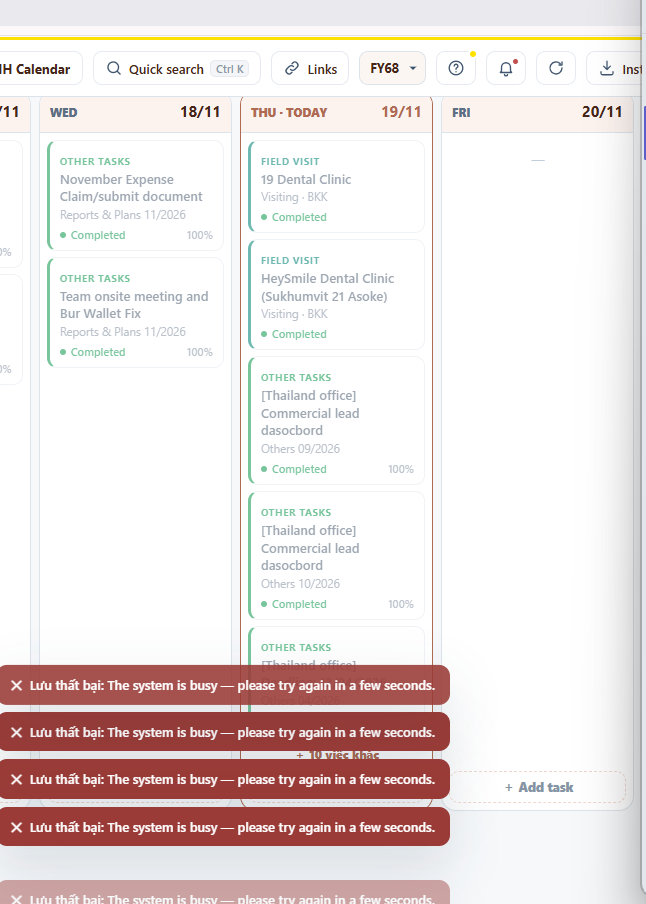 IH Calendar
Quick search Ctrl K
Links
FY68
Inst
/11
WED 18/11
THU · TODAY 19/11
FRI 20/11
0%
0%
OTHER TASKS
November Expense
Claim/submit document
Reports & Plans 11/2026
Completed 100%
OTHER TASKS
Team onsite meeting and
Bur Wallet Fix
Reports & Plans 11/2026
Completed 100%
FIELD VISIT
19 Dental Clinic
Visiting · BKK
Completed
FIELD VISIT
HeySmile Dental Clinic
(Sukhumvit 21 Asoke)
Visiting · BKK
Completed
OTHER TASKS
[Thailand office]
Commercial lead
dasocbord
Others 09/2026
Completed 100%
OTHER TASKS
[Thailand office]
Commercial lead
dasocbord
Others 10/2026
Completed 100%
OTHER TASKS
[Thailand office]
+ 10 việc khác
—
+ Add task
Lưu thất bại: The system is busy — please try again in a few seconds.
Lưu thất bại: The system is busy — please try again in a few seconds.
Lưu thất bại: The system is busy — please try again in a few seconds.
Lưu thất bại: The system is busy — please try again in a few seconds.
Lưu thất bại: The system is busy — please try again in a few seconds.